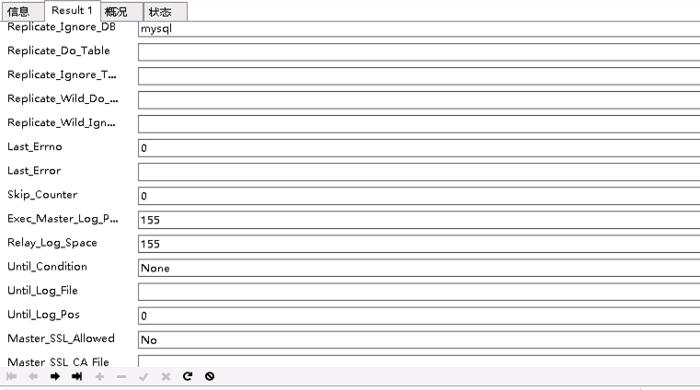 信息 Result 1 概况 状态
Replicate_Ignore_DB mysql
Replicate_Do_Table
Replicate_Ignore_T...
Replicate_Wild_Do_...
Replicate_Wild_Ign...
Last_Errno 0
Last_Error
Skip_Counter 0
Exec_Master_Log_P... 155
Relay_Log_Space 155
Until_Condition None
Until_Log_File
Until_Log_Pos 0
Master_SSL_Allowed No
Master_SSL_CA_File